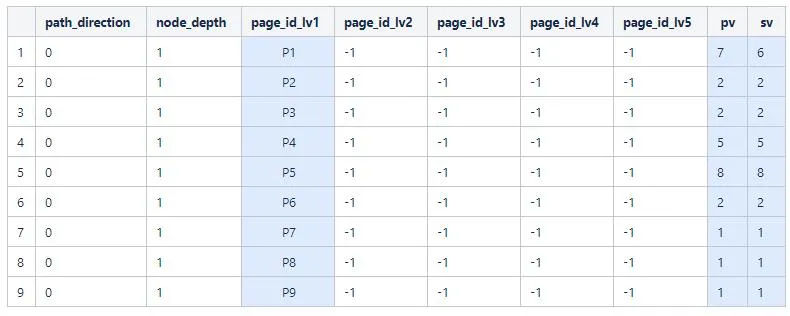 path_direction node_depth page_id_lv1 page_id_lv2 page_id_lv3 page_id_lv4 page_id_lv5 pv sv
1 0 1 P1 -1 -1 -1 -1 7 6
2 0 1 P2 -1 -1 -1 -1 2 2
3 0 1 P3 -1 -1 -1 -1 2 2
4 0 1 P4 -1 -1 -1 -1 5 5
5 0 1 P5 -1 -1 -1 -1 8 8
6 0 1 P6 -1 -1 -1 -1 2 2
7 0 1 P7 -1 -1 -1 -1 1 1
8 0 1 P8 -1 -1 -1 -1 1 1
9 0 1 P9 -1 -1 -1 -1 1 1